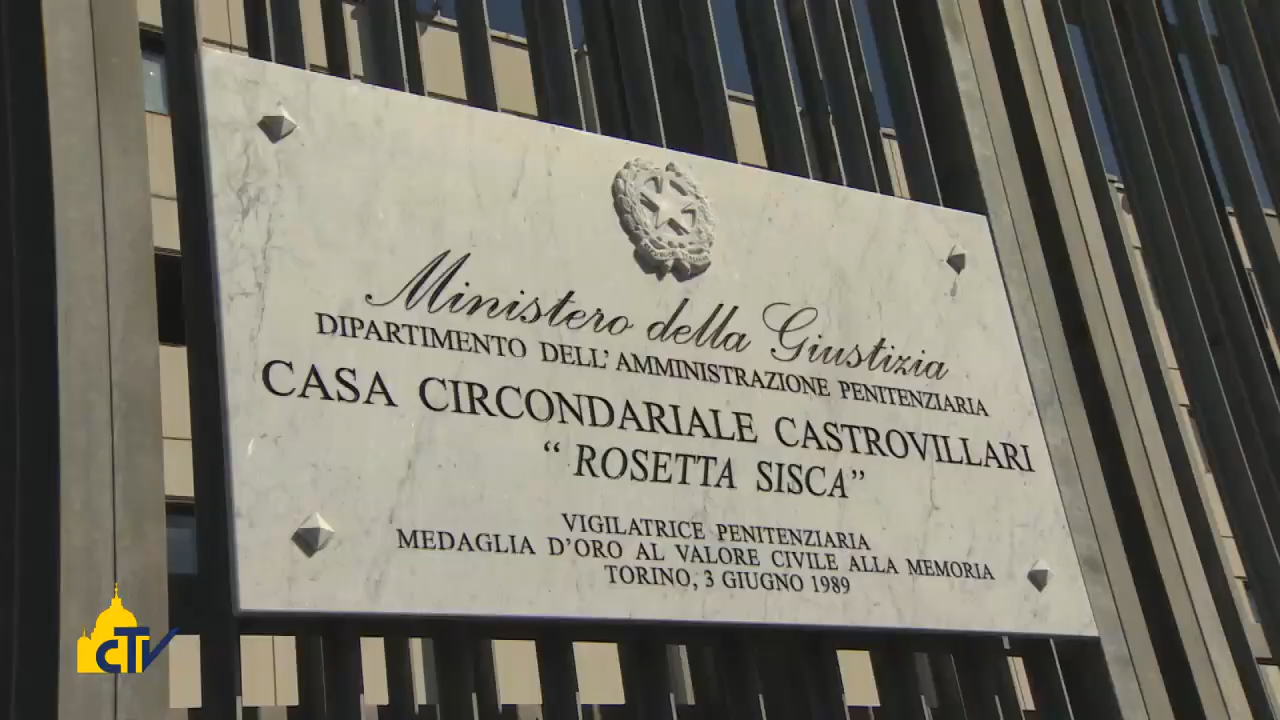 Ministero della Giustizia
DIPARTIMENTO DELL'AMMINISTRAZIONE PENITENZIARIA
CASA CIRCONDARIALE CASTROVILLARI
“ROSETTA SISCA”
VIGILATRICE PENITENZIARIA
MEDAGLIA D'ORO AL VALORE CIVILE ALLA MEMORIA
TORINO, 3 GIUGNO 1989
CTV